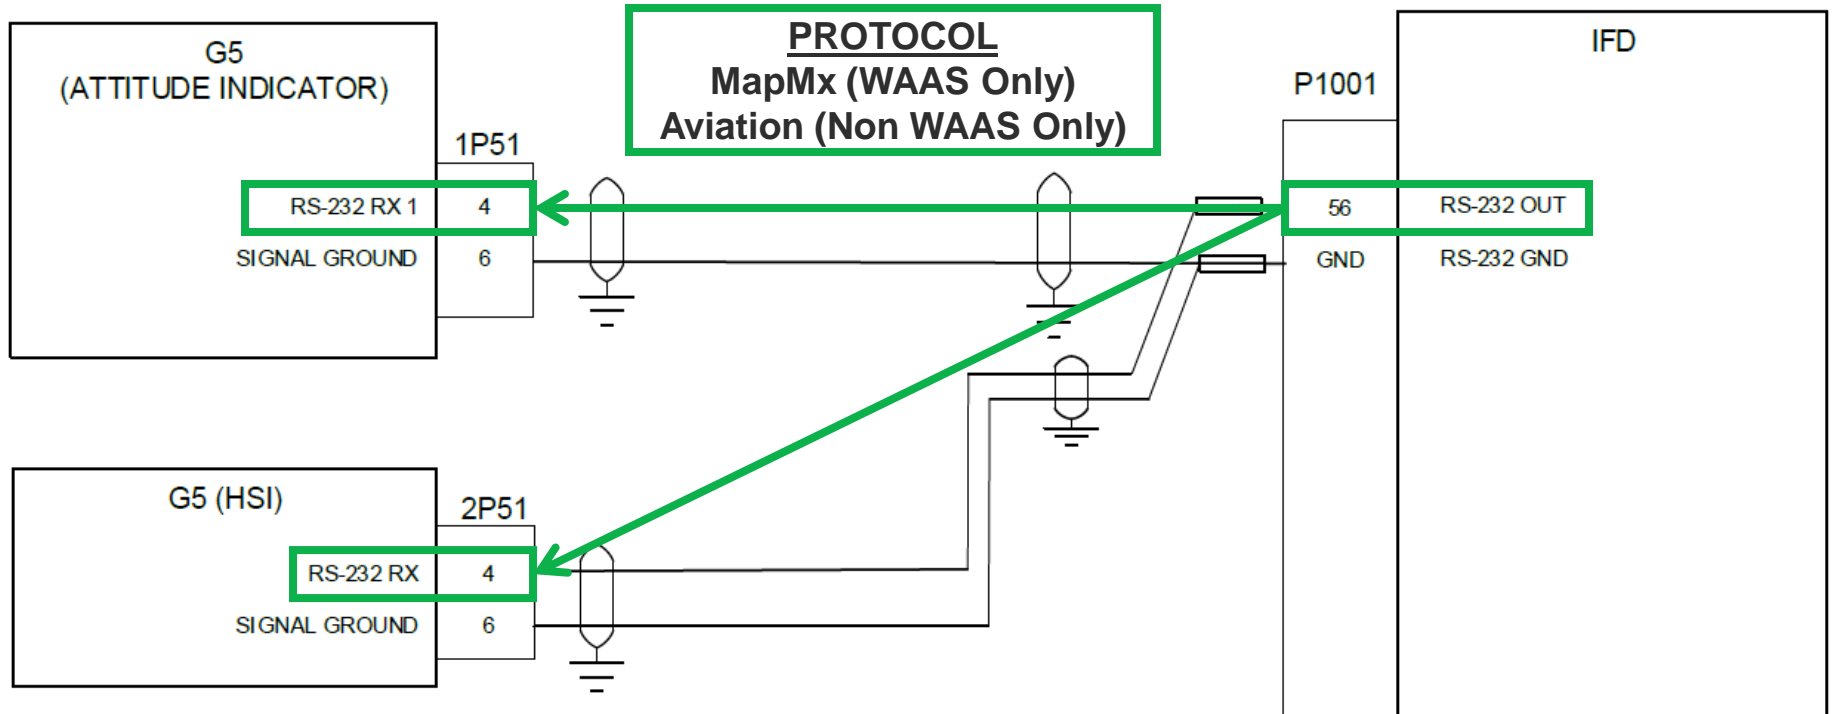 G5
(ATTITUDE INDICATOR)
1P51
RS-232 RX 1 4
SIGNAL GROUND 6
PROTOCOL
MapMx (WAAS Only)
Aviation (Non WAAS Only)
IFD
P1001
56 RS-232 OUT
GND RS-232 GND
G5 (HSI)
2P51
RS-232 RX 4
SIGNAL GROUND 6